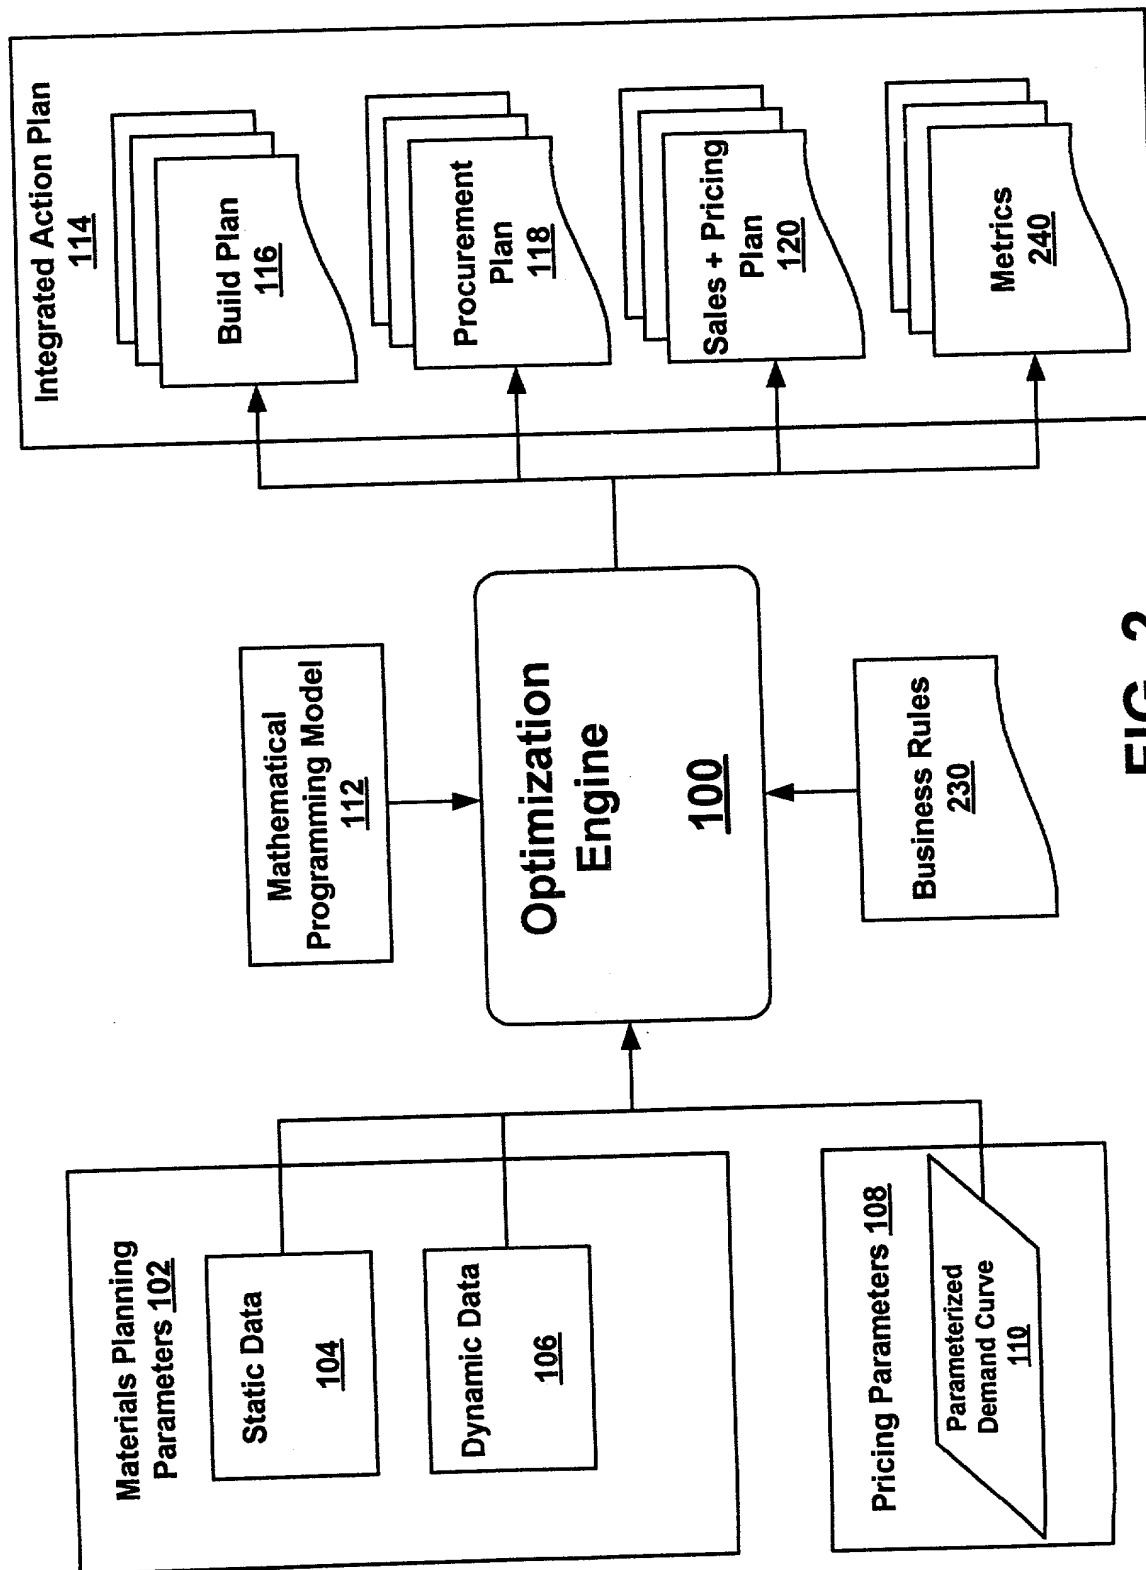 Materials Planning
Parameters 102
Static Data
104
Dynamic Data
106
Pricing Parameters 108
Parameterized
Demand Curve
110
Mathematical
Programming Model
112
Optimization
Engine
100
Business Rules
230
Integrated Action Plan
114
Build Plan
116
Procurement
Plan
118
Sales + Pricing
Plan
120
Metrics
240
FIG. 2